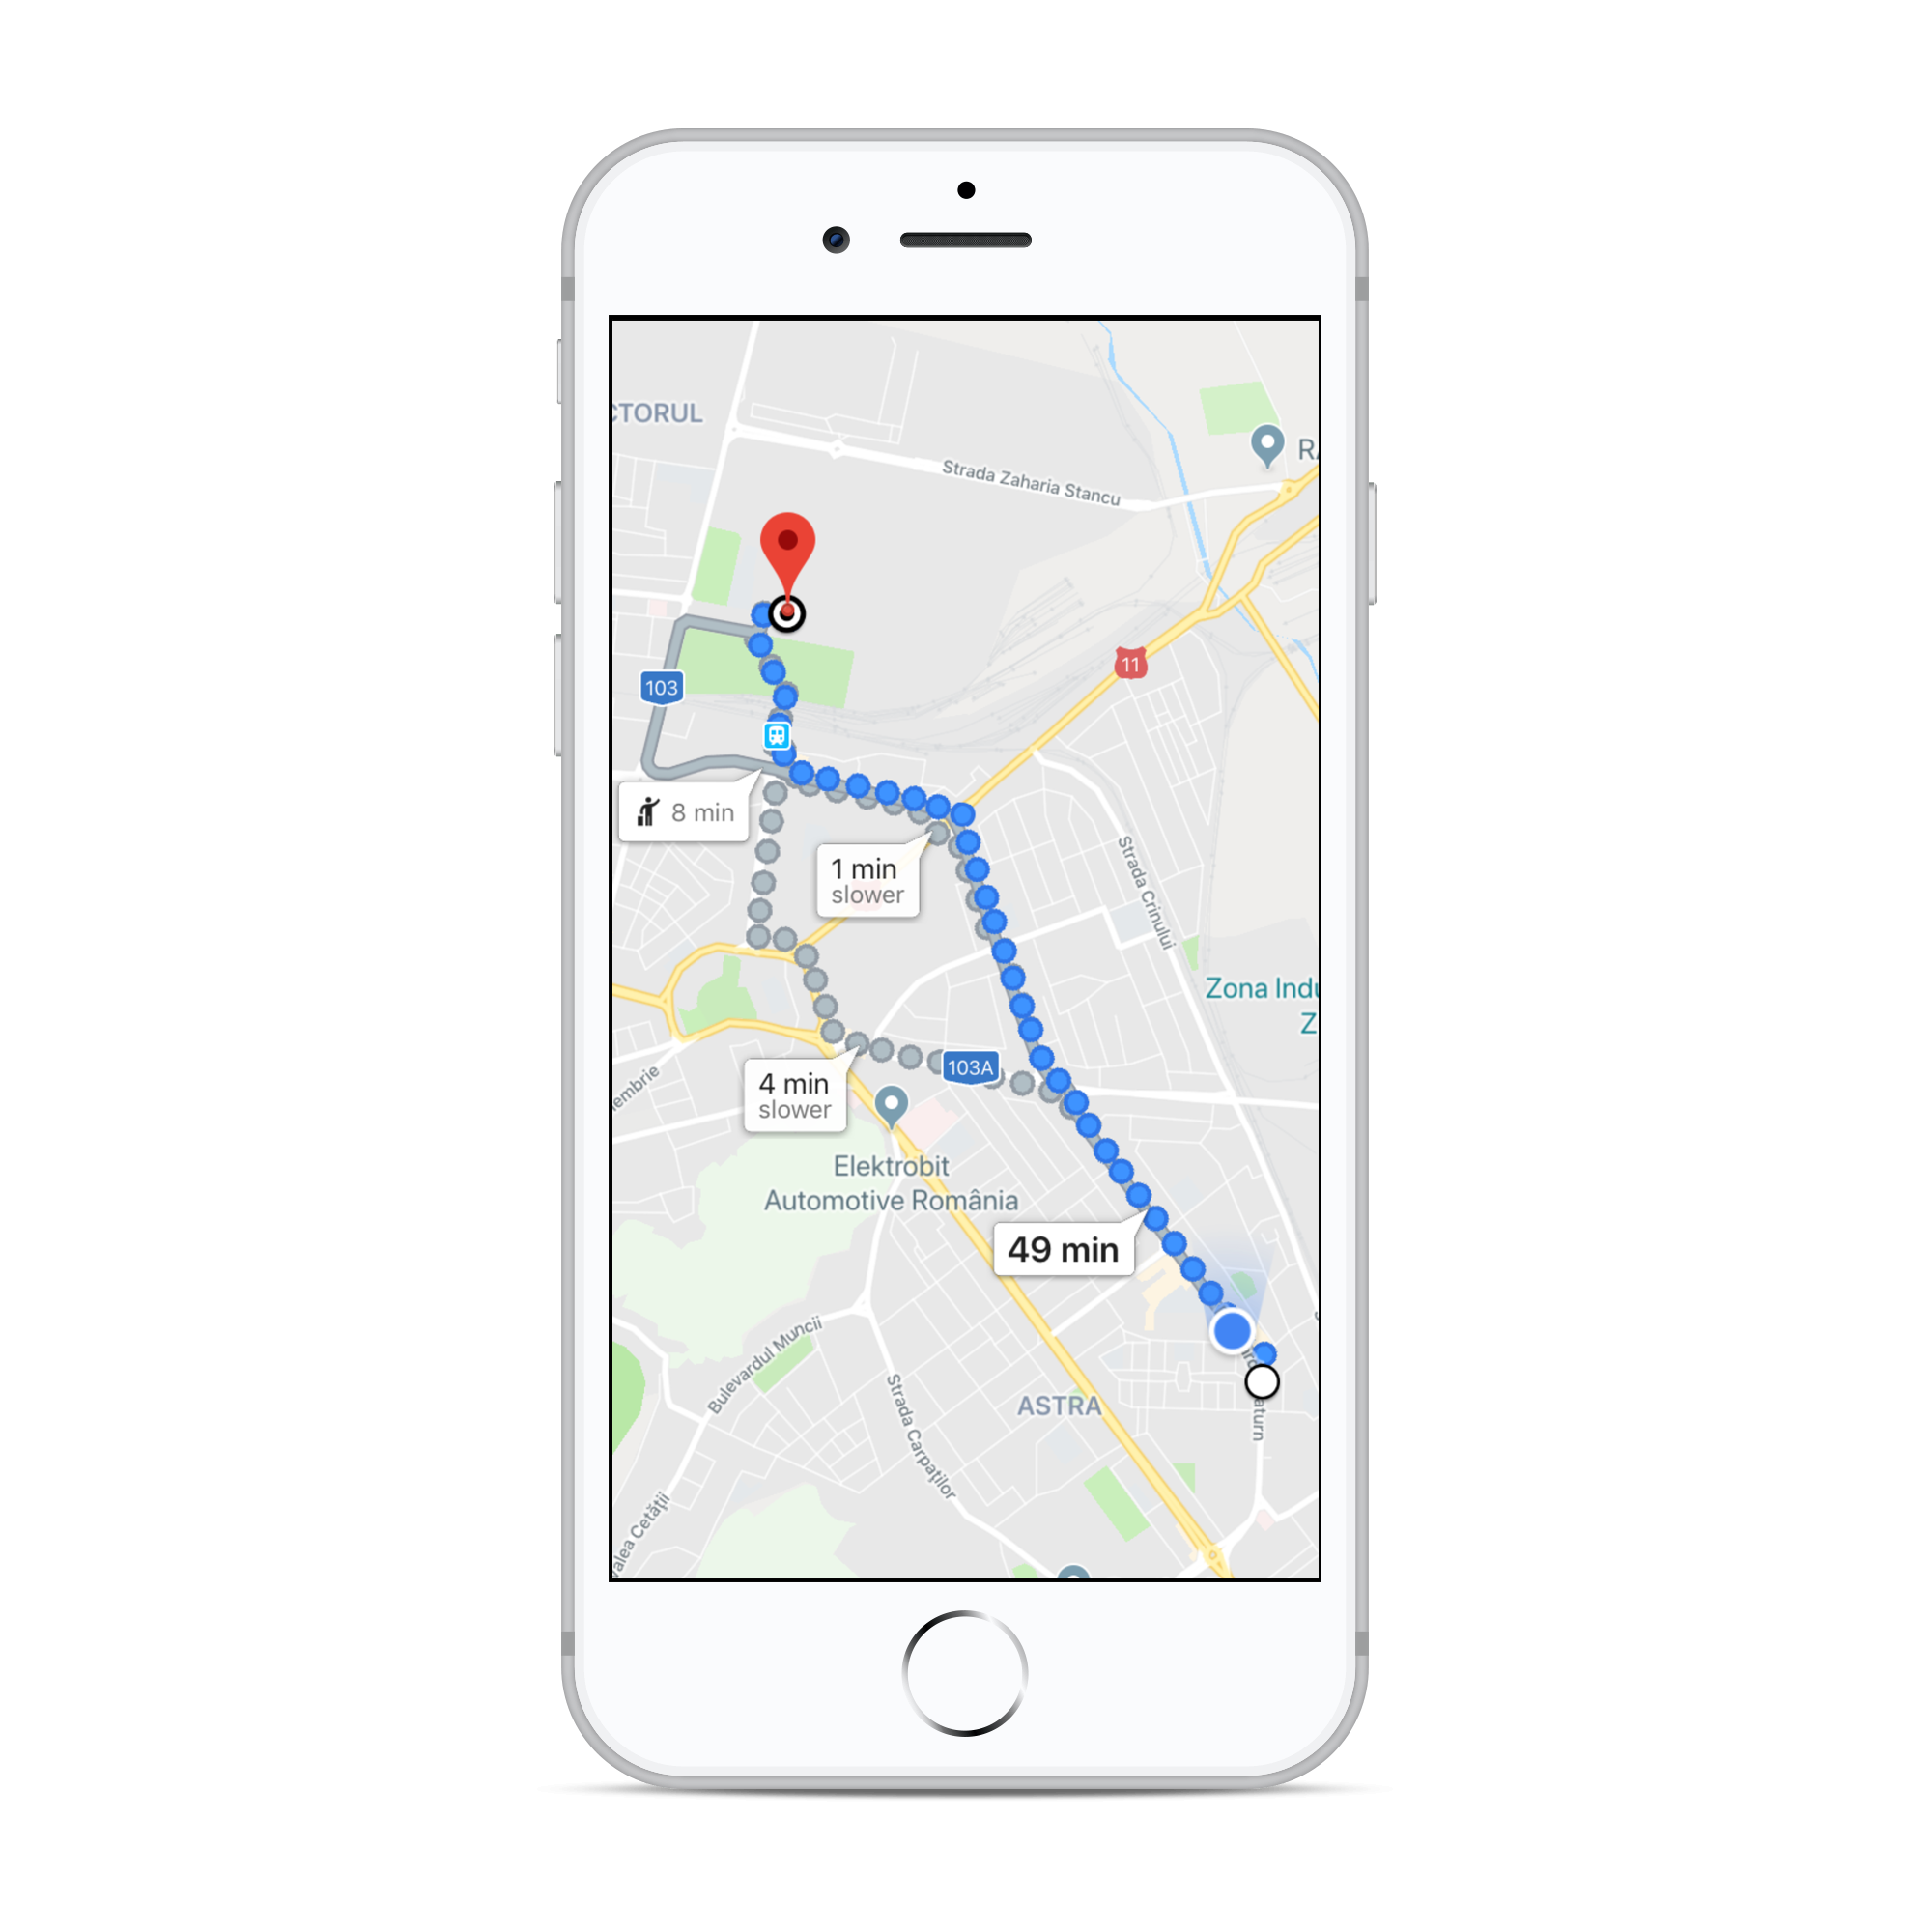 CTORUL
Strada Zaharia Stancu
RA
11
103
8 min
1 min
slower
Strada Crinului
Zona Indu
Z
103A
4 min
slower
embrie
Elektrobit
Automotive România
49 min
Bulevardul Muncii
Strada Carpaților
ASTRA
aturn
alea Cetății